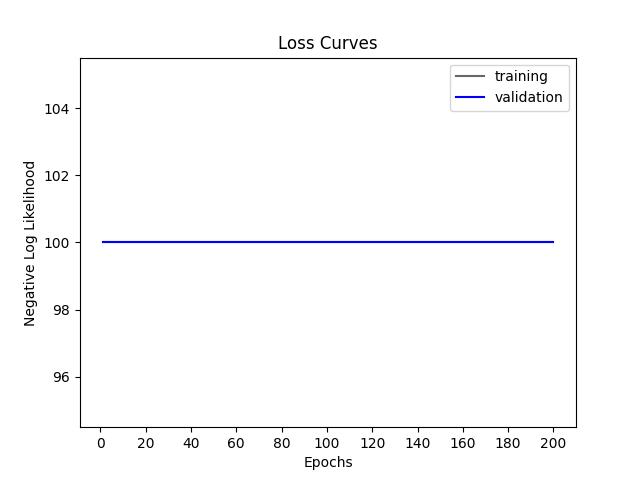 Loss Curves
training
validation
104
102
100
98
96
Negative Log Likelihood
0 20 40 60 80 100 120 140 160 180 200
Epochs